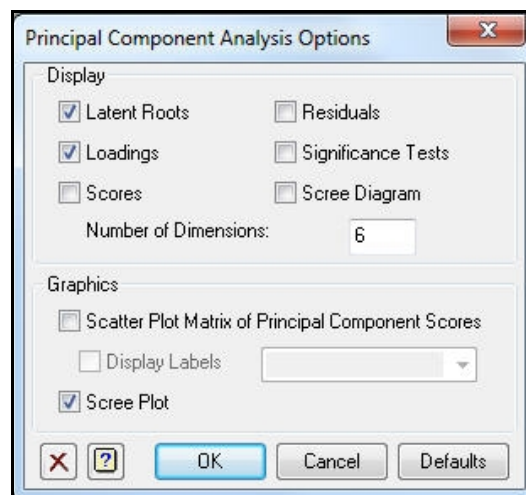 Principal Component Analysis Options
Display
Latent Roots
Residuals
Loadings
Significance Tests
Scores
Scree Diagram
Number of Dimensions: 6
Graphics
Scatter Plot Matrix of Principal Component Scores
Display Labels
Scree Plot
OK Cancel Defaults